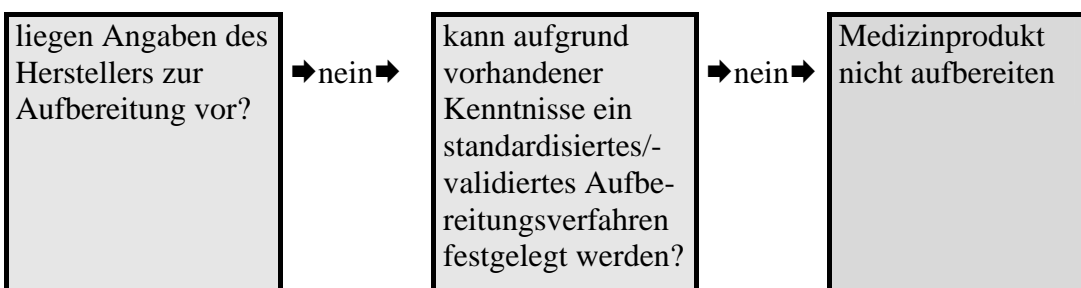 liegen Angaben des
Herstellers zur
Aufbereitung vor?
➨nein➨
kann aufgrund
vorhandener
Kenntnisse ein
standardisiertes/-
validiertes Aufbe-
reitungsverfahren
festgelegt werden?
➨nein➨
Medizinprodukt
nicht aufbereiten